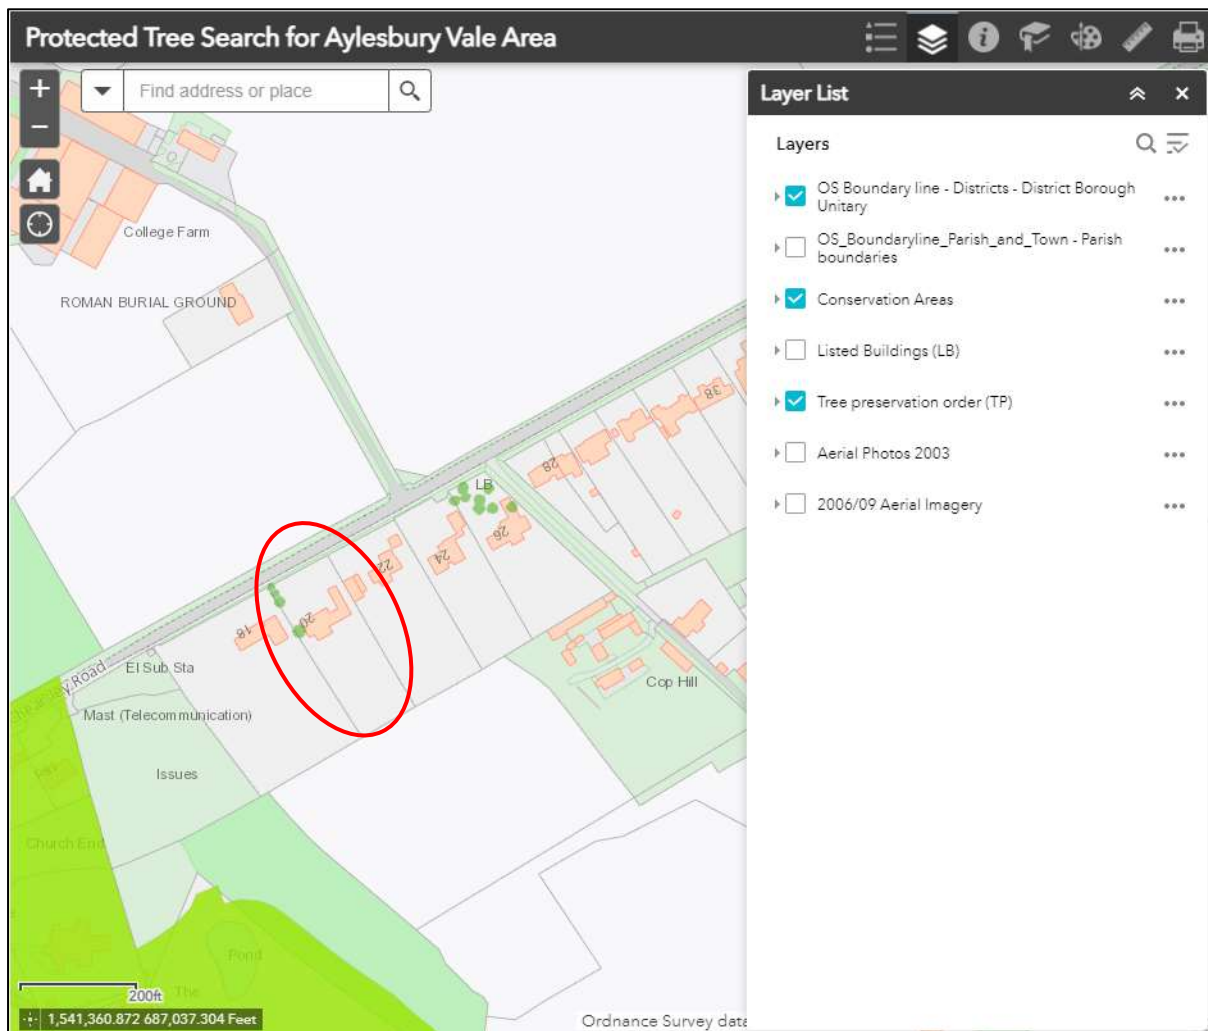 Protected Tree Search for Aylesbury Vale Area
+
Find address or place
−
Layer List
Layers
OS Boundary line - Districts - District Borough
Unitary
OS_Boundaryline_Parish_and_Town - Parish
boundaries
Conservation Areas
Listed Buildings (LB)
Tree preservation order (TP)
Aerial Photos 2003
2006/09 Aerial Imagery
College Farm
ROMAN BURIAL GROUND
38
28
LB
26
24
22
20
18
Road
El Sub Sta
Cop Hill
Mast (Telecommunication)
Issues
Church End
Pond
200ft
The
1,541,360.872 687,037.304 Feet
Ordnance Survey data